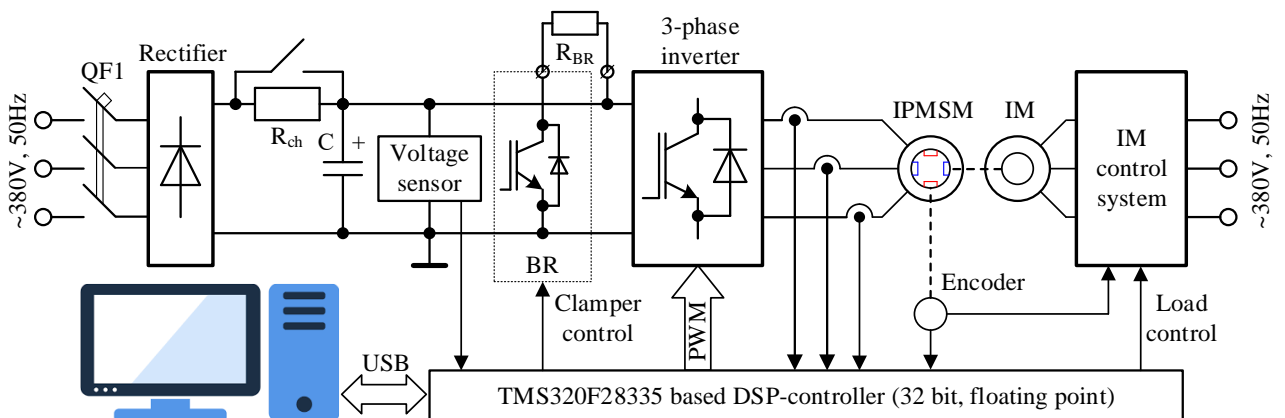 3-phase
inverter
Rectifier
R_BR
QF1
IPMSM
IM
~380V, 50Hz
R_ch
C
+
Voltage
sensor
IM
control
system
~380V, 50Hz
BR
Clamper
control
PWM
Encoder
Load
control
USB
TMS320F28335 based DSP-controller (32 bit, floating point)